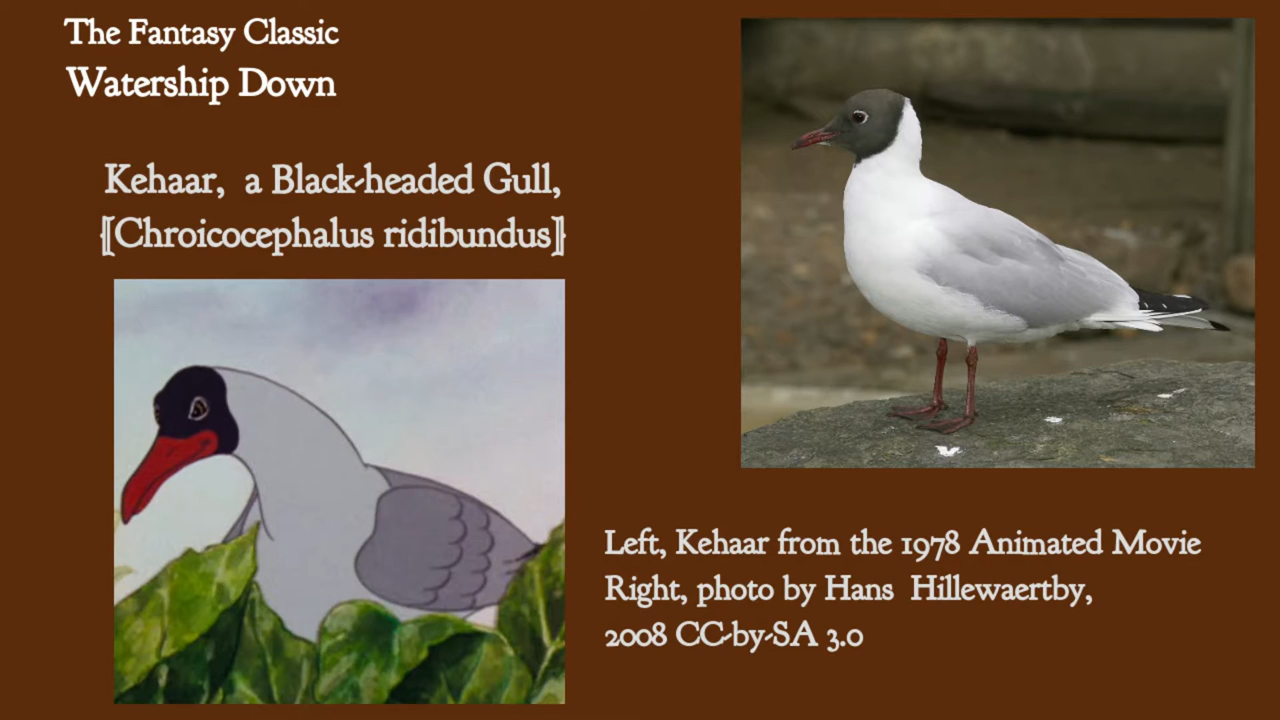 The Fantasy Classic
Watership Down
Kehaar, a Black-headed Gull,
⟦Chroicocephalus ridibundus⟧
Left, Kehaar from the 1978 Animated Movie
Right, photo by Hans Hillewaertby,
2008 CC-by-SA 3.0